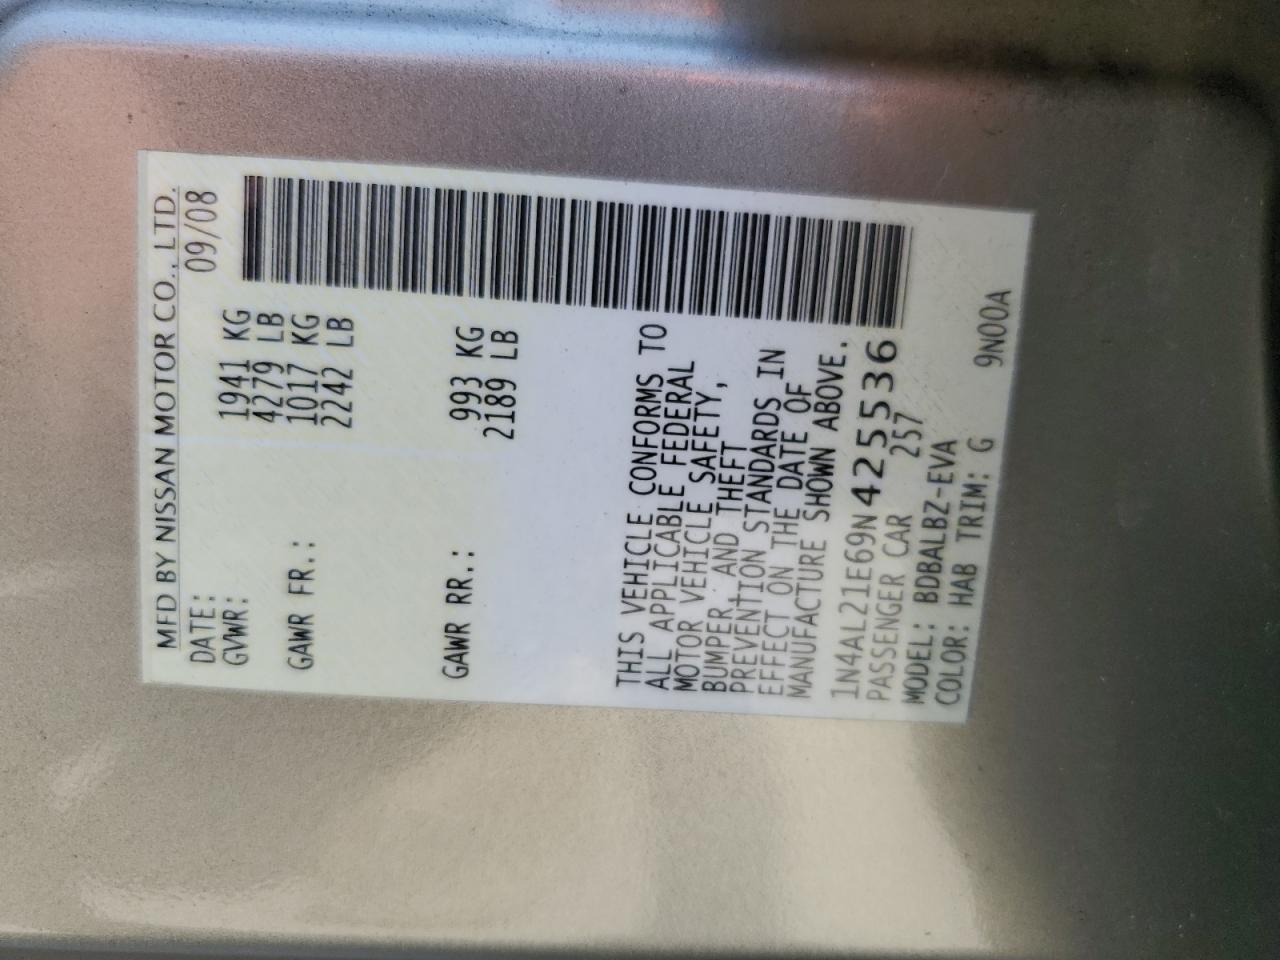 MFD BY NISSAN MOTOR CO., LTD.
DATE: 09/08
GVWR: 1941 KG
4279 LB
GAWR FR.: 1017 KG
2242 LB
GAWR RR.: 993 KG
2189 LB
THIS VEHICLE CONFORMS TO
ALL APPLICABLE FEDERAL
MOTOR VEHICLE SAFETY,
BUMPER, AND THEFT
PREVENTION STANDARDS IN
EFFECT ON THE DATE OF
MANUFACTURE SHOWN ABOVE.
1N4AL21E69N425536
PASSENGER CAR 257
MODEL: BDBALBZ-EVA
COLOR: HAB TRIM: G
9N00A